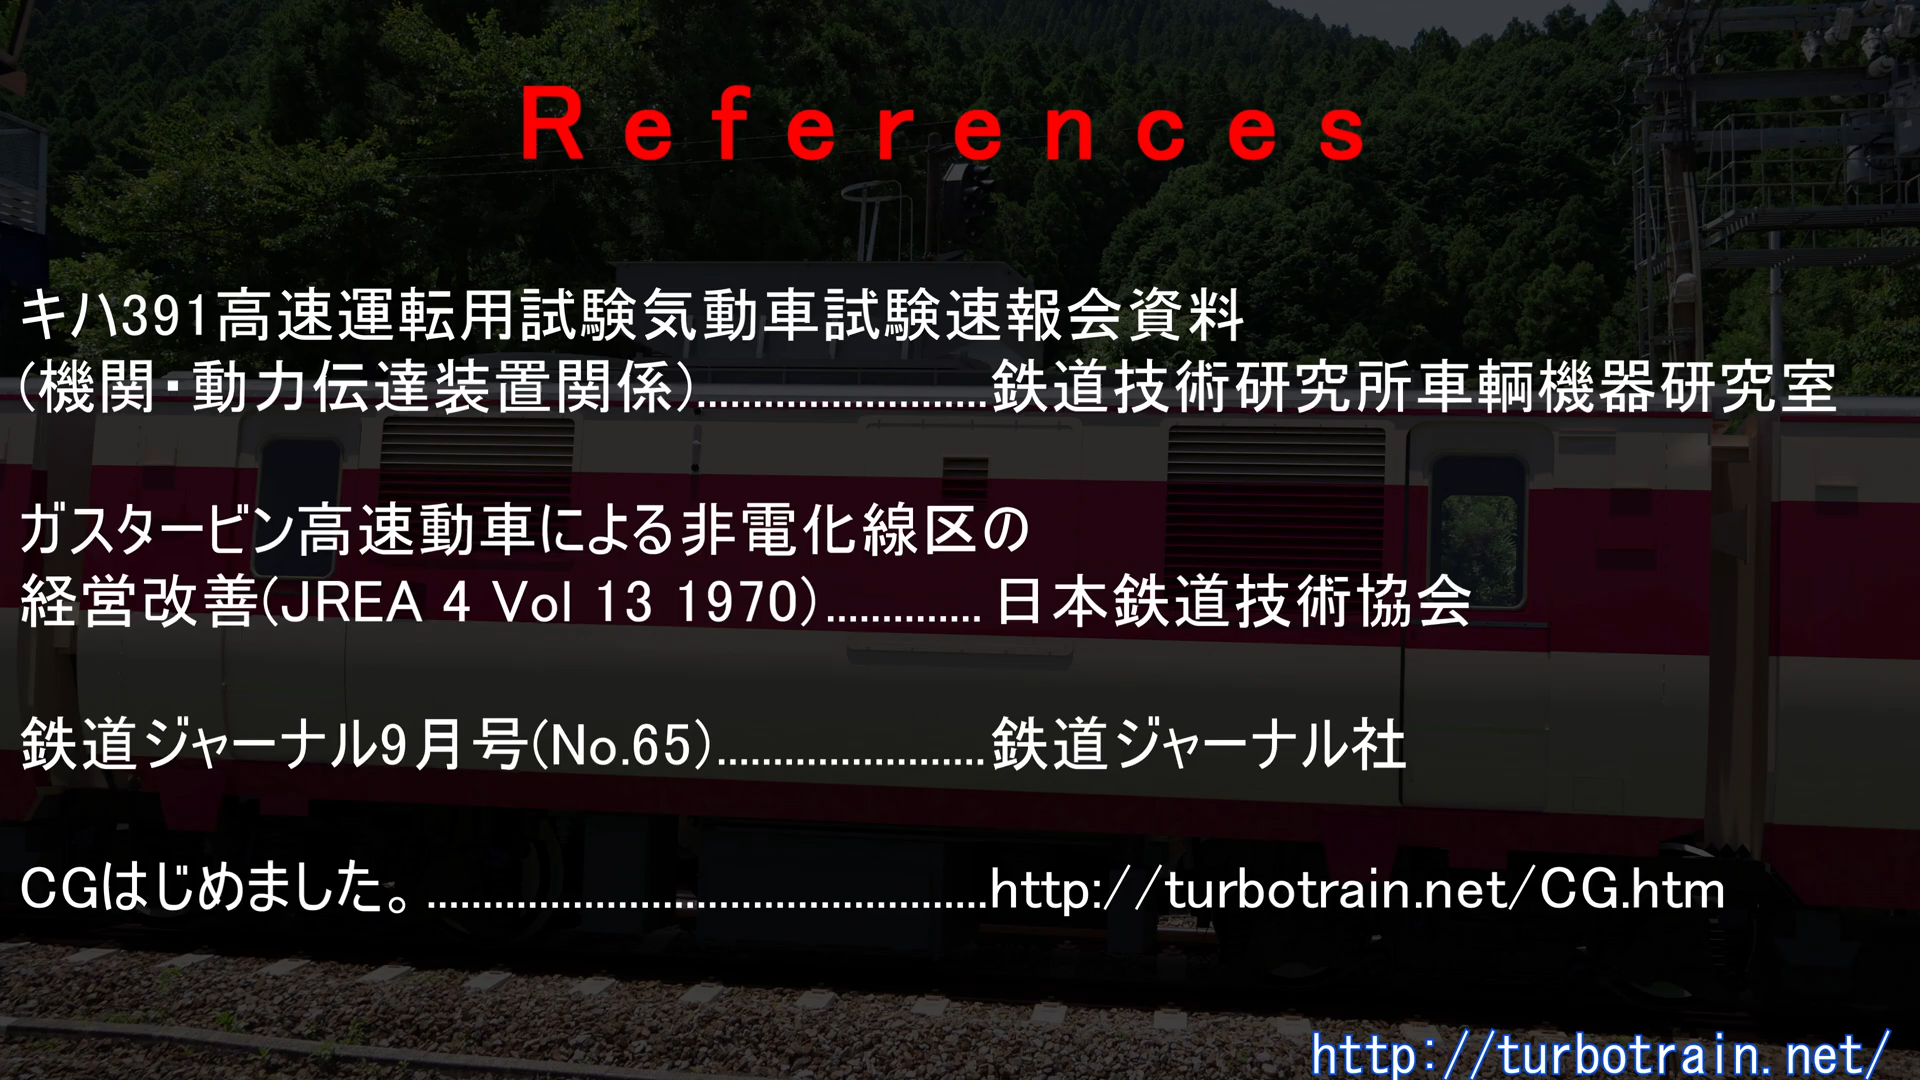 References
キハ391高速運転用試験気動車試験速報会資料
(機関・動力伝達装置関係)..........................鉄道技術研究所車輌機器研究室
ガスタービン高速動車による非電化線区の
経営改善(JREA 4 Vol 13 1970)..............日本鉄道技術協会
鉄道ジャーナル9月号(No.65)........................鉄道ジャーナル社
CGはじめました。..................................................http://turbotrain.net/CG.htm
http://turbotrain.net/